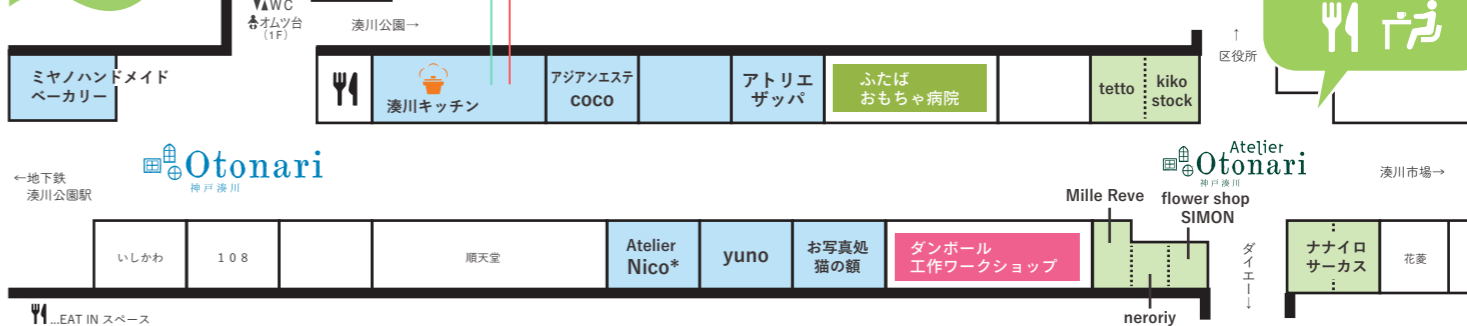 WC
オムツ台
（1F）
湊川公園→
↑
区役所
ミヤノハンドメイド
ベーカリー
湊川キッチン
アジアンエステ
coco
アトリエ
ザッパ
ふたば
おもちゃ病院
tetto
kiko
stock
←地下鉄
湊川公園駅
Otonari
神戸湊川
Atelier
Otonari
神戸湊川
湊川市場→
Mille Reve
flower shop
SIMON
いしかわ
108
順天堂
Atelier
Nico*
yuno
お写真処
猫の額
ダンボール
工作ワークショップ
neroriy
ダイエー→
ナナイロ
サーカス
花菱
...EAT IN スペース